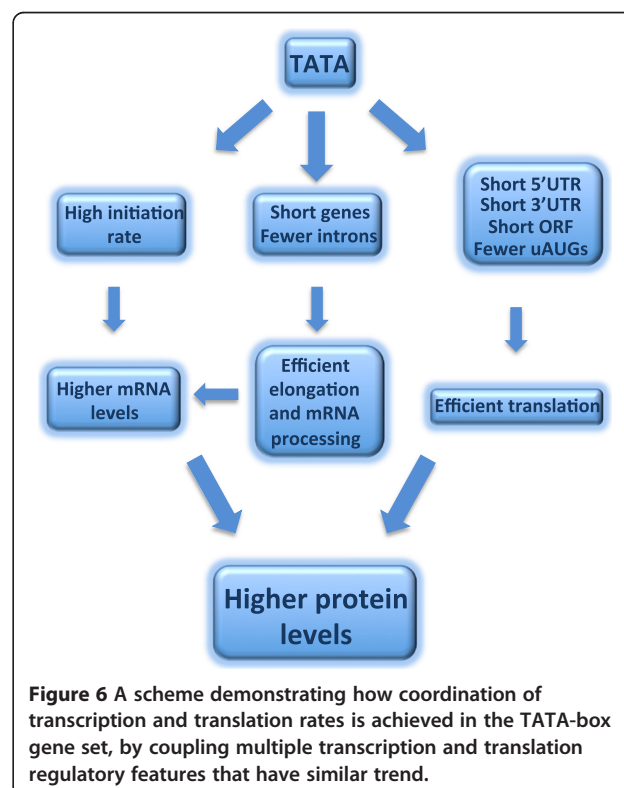 TATA
High initiation
rate
Short genes
Fewer introns
Short 5'UTR
Short 3'UTR
Short ORF
Fewer uAUGs
Higher mRNA
levels
Efficient
elongation
and mRNA
processing
Efficient translation
Higher protein
levels
Figure 6 A scheme demonstrating how coordination of
transcription and translation rates is achieved in the TATA-box
gene set, by coupling multiple transcription and translation
regulatory features that have similar trend.